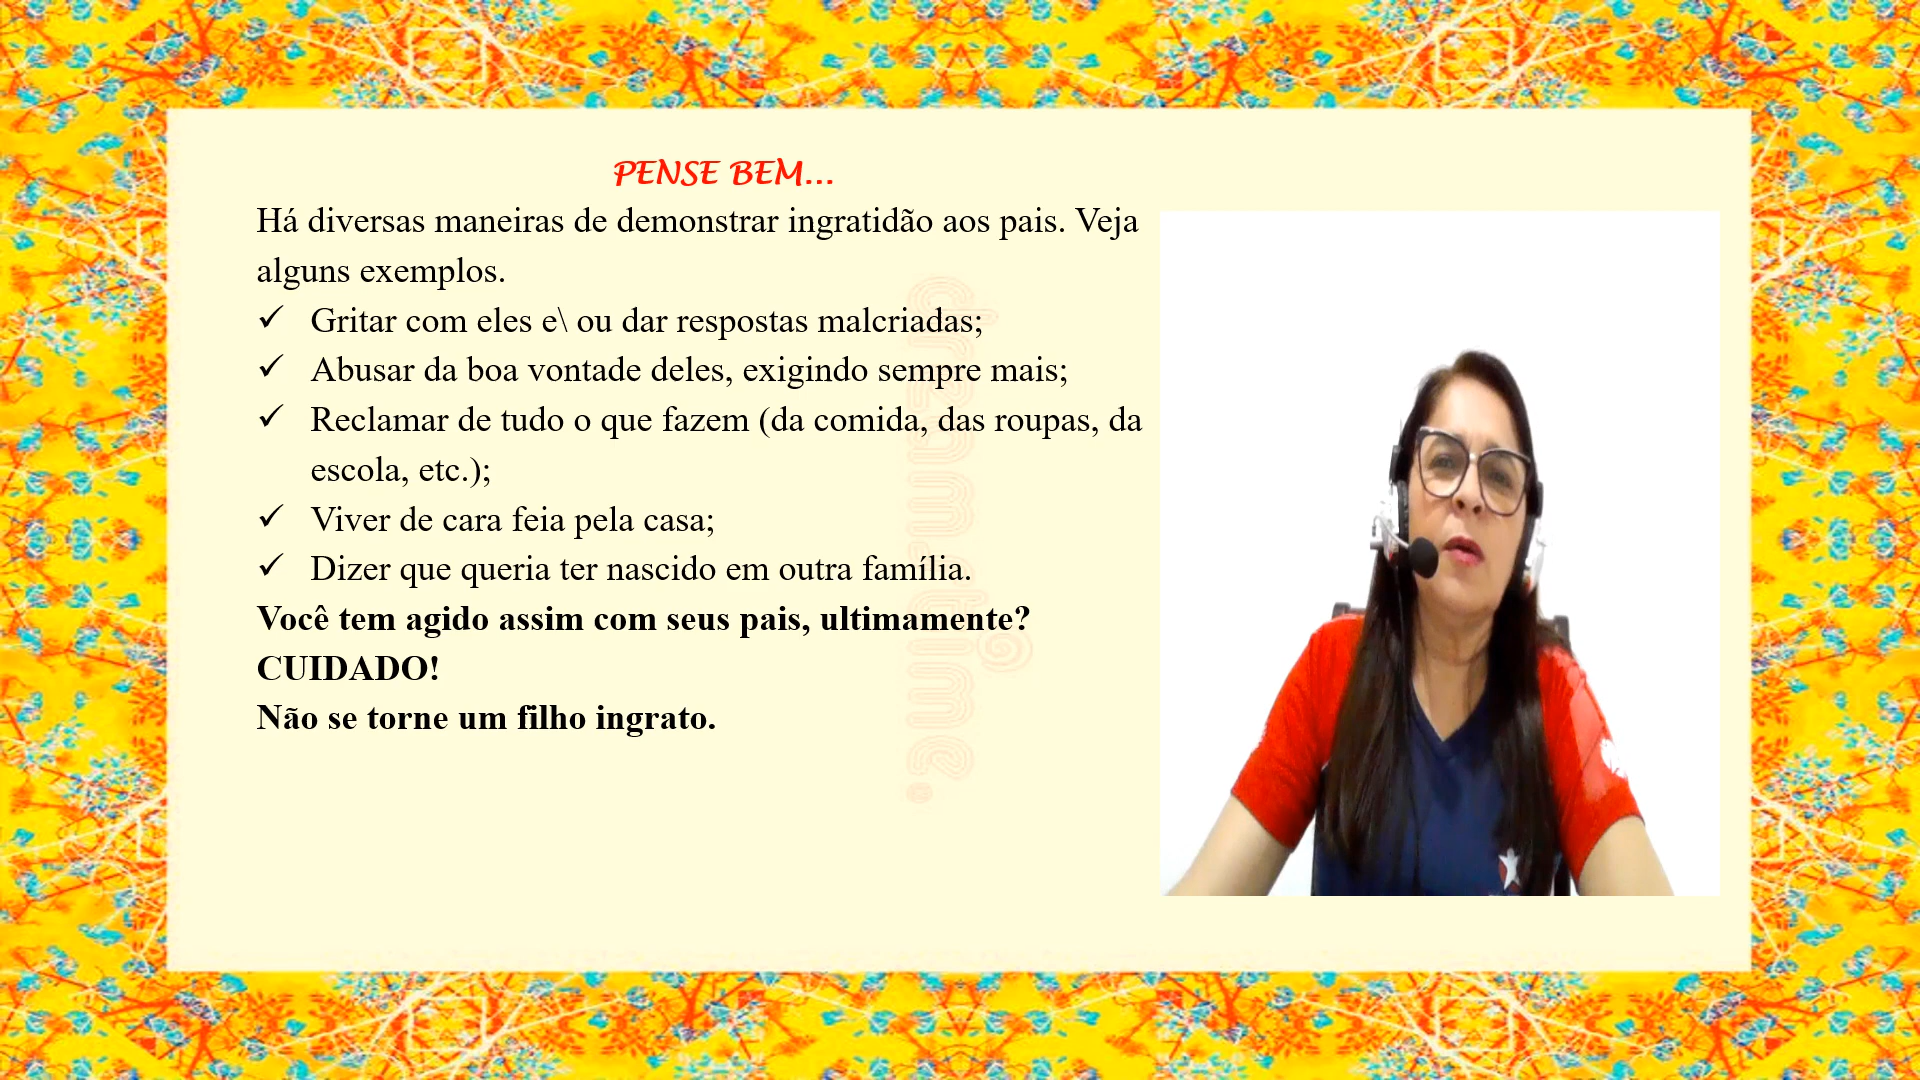 PENSE BEM...
Há diversas maneiras de demonstrar ingratidão aos pais. Veja
alguns exemplos.
✓ Gritar com eles e\ ou dar respostas malcriadas;
✓ Abusar da boa vontade deles, exigindo sempre mais;
✓ Reclamar de tudo o que fazem (da comida, das roupas, da
escola, etc.);
✓ Viver de cara feia pela casa;
✓ Dizer que queria ter nascido em outra família.
Você tem agido assim com seus pais, ultimamente?
CUIDADO!
Não se torne um filho ingrato.